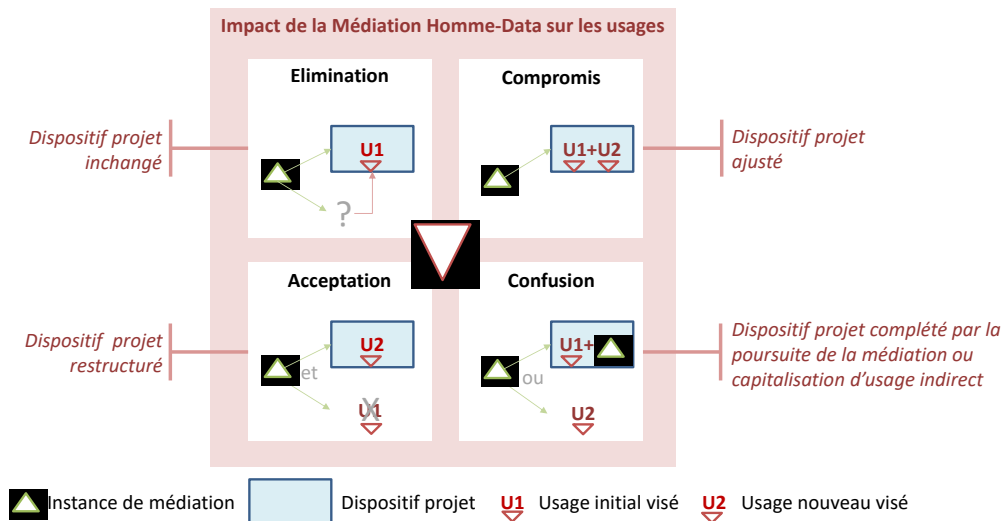 Impact de la Médiation Homme-Data sur les usages
Elimination
Compromis
Dispositif projet
inchangé
U1
?
U1+U2
Dispositif projet
ajusté
Acceptation
Confusion
Dispositif projet
restructuré
U2
et
U1
X
U1+
ou
U2
Dispositif projet complété par la
poursuite de la médiation ou
capitalisation d'usage indirect
Instance de médiation
Dispositif projet
U1 Usage initial visé
U2 Usage nouveau visé